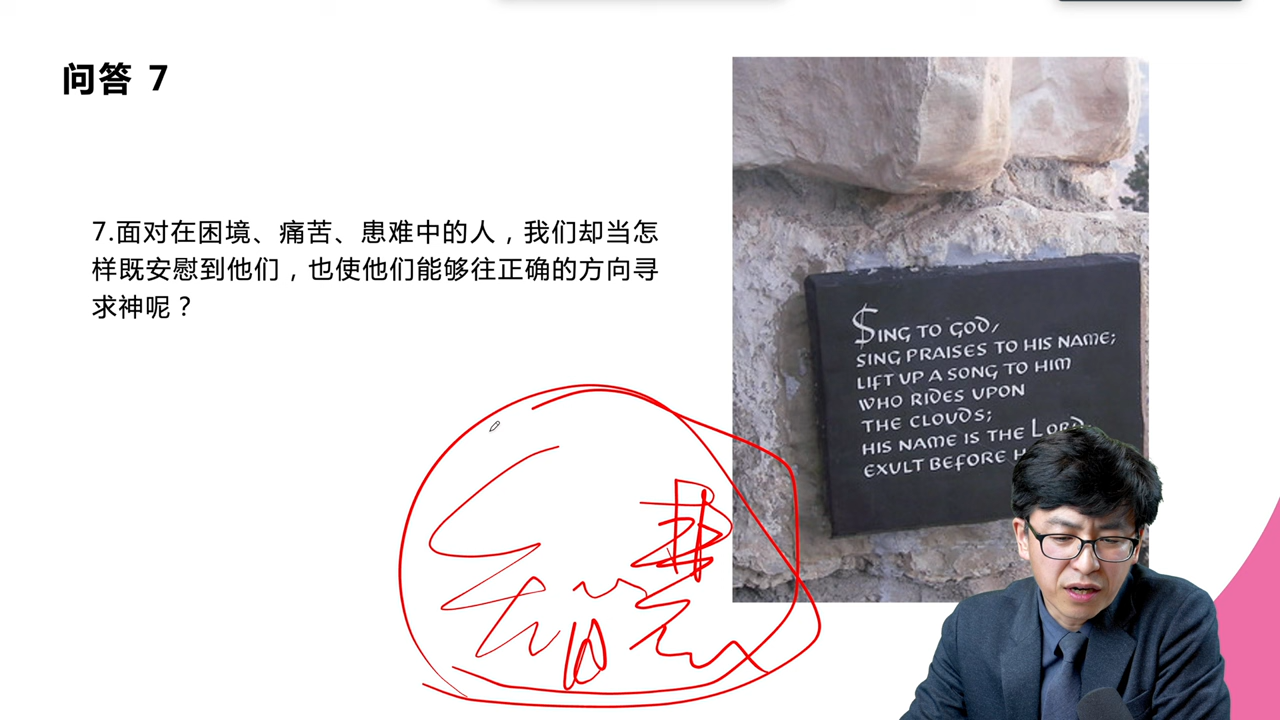 问答 7
7.面对在困境、痛苦、患难中的人，我们却当怎
样既安慰到他们，也使他们能够往正确的方向寻
求神呢？
SING TO GOD,
SING PRAISES TO HIS NAME;
LIFT UP A SONG TO HIM
WHO RIDES UPON
THE CLOUDS;
HIS NAME IS THE LORD,
EXULT BEFORE H